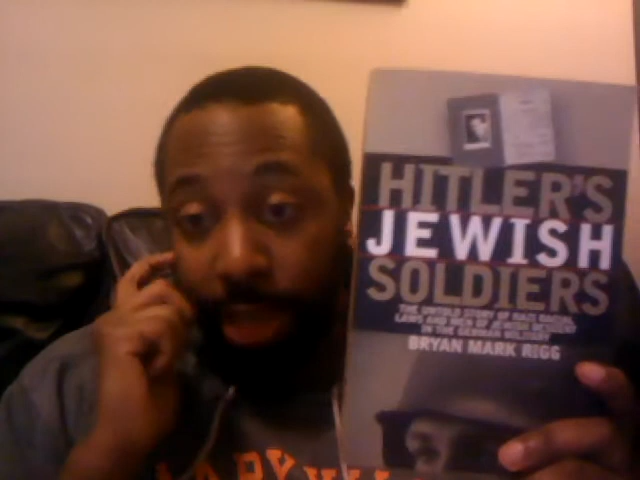 HITLER'S
JEWISH
SOLDIERS
THE UNTOLD STORY OF NAZI RACIAL
LAWS AND MEN OF JEWISH DESCENT
IN THE GERMAN MILITARY
BRYAN MARK RIGG